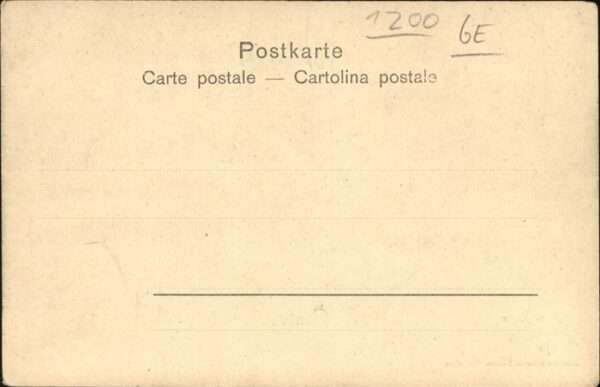 1200 GE
Postkarte
Carte postale — Cartolina postale